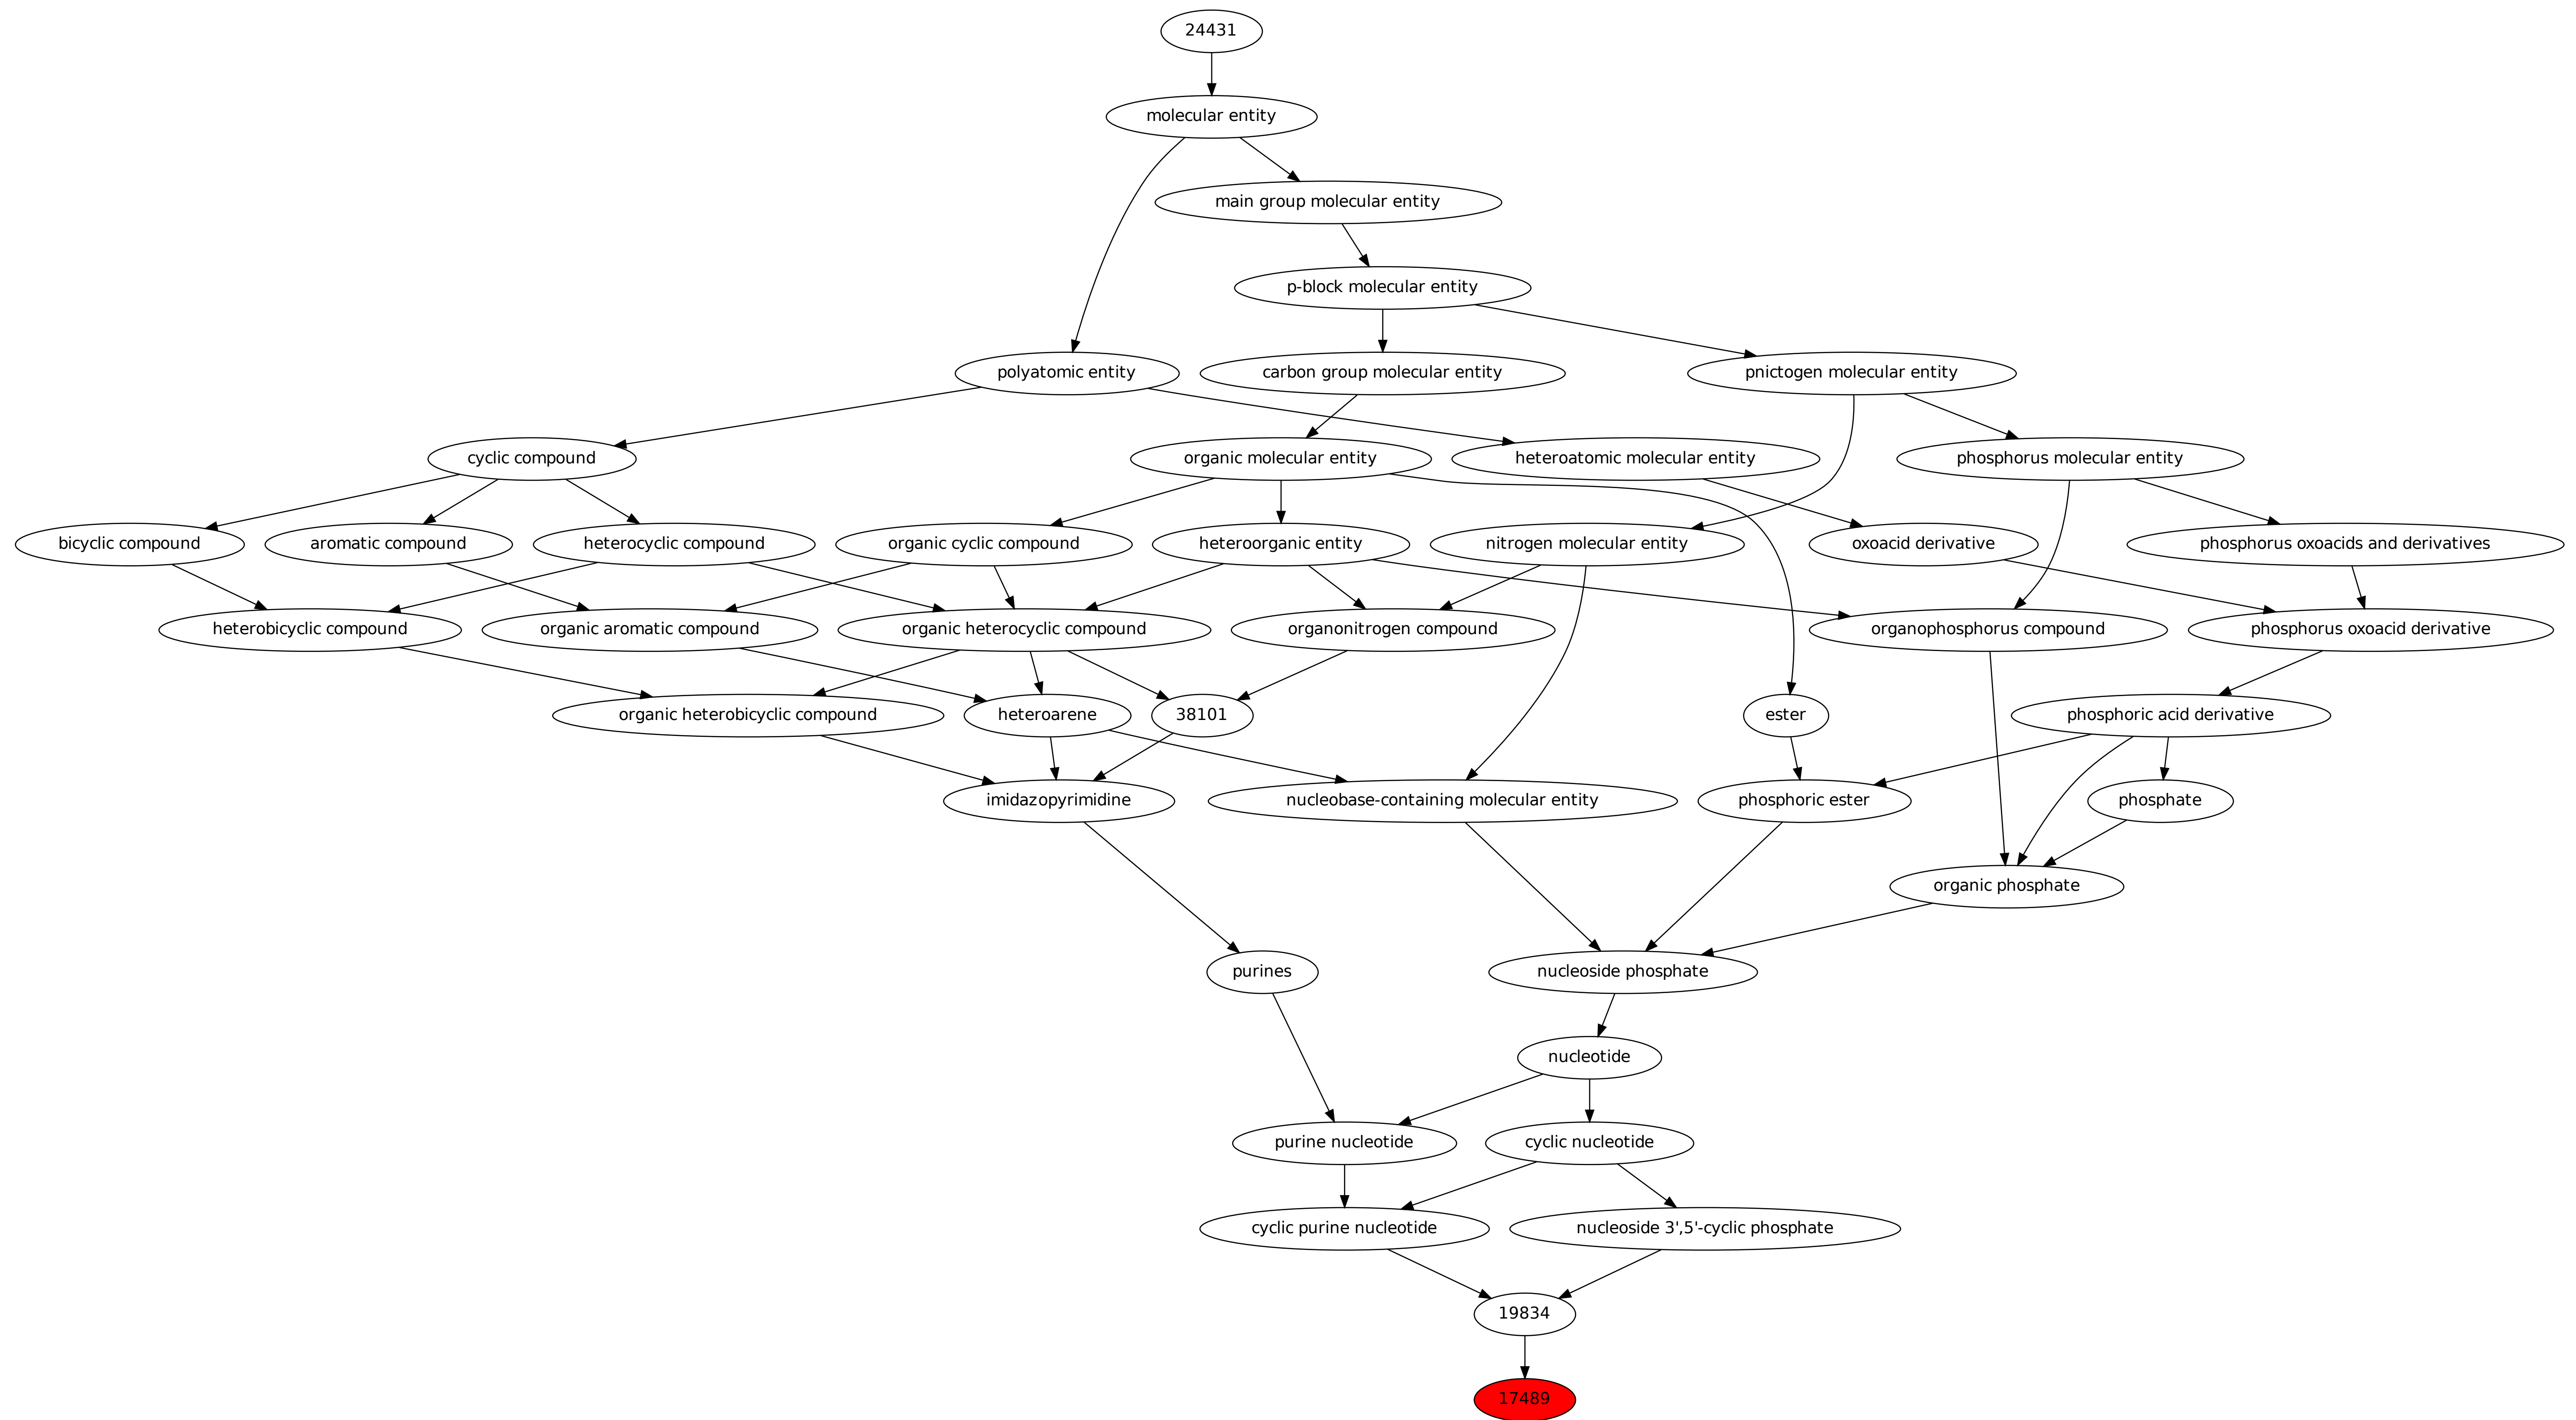 24431
molecular entity
main group molecular entity
p-block molecular entity
polyatomic entity
carbon group molecular entity
pnictogen molecular entity
cyclic compound
organic molecular entity
heteroatomic molecular entity
phosphorus molecular entity
bicyclic compound
aromatic compound
heterocyclic compound
organic cyclic compound
heteroorganic entity
nitrogen molecular entity
oxoacid derivative
phosphorus oxoacids and derivatives
heterobicyclic compound
organic aromatic compound
organic heterocyclic compound
organonitrogen compound
organophosphorus compound
phosphorus oxoacid derivative
organic heterobicyclic compound
heteroarene
38101
ester
phosphoric acid derivative
imidazopyrimidine
nucleobase-containing molecular entity
phosphoric ester
phosphate
organic phosphate
purines
nucleoside phosphate
nucleotide
purine nucleotide
cyclic nucleotide
cyclic purine nucleotide
nucleoside 3',5'-cyclic phosphate
19834
17489